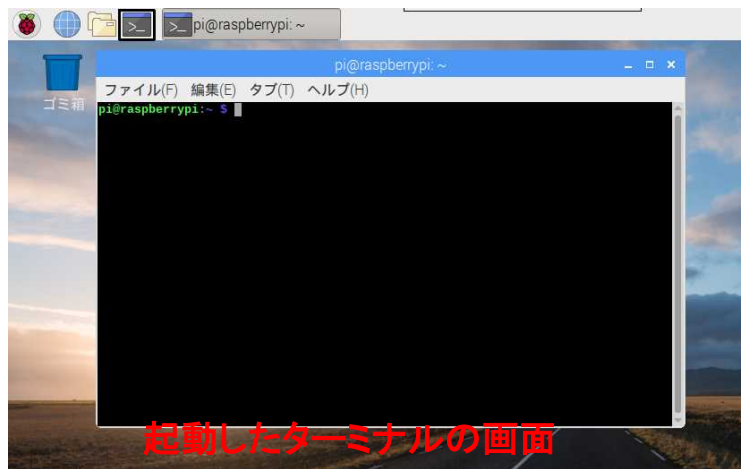 >_ >_ pi@raspberrypi: ~
pi@raspberrypi: ~
ゴミ箱
ファイル(F) 編集(E) タブ(T) ヘルプ(H)
pi@raspberrypi:~ $
起動したターミナルの画面